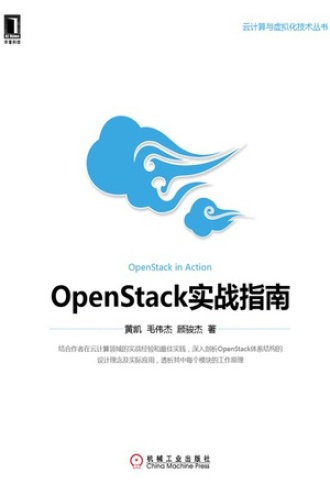 华章科技
云计算与虚拟化技术丛书
OpenStack in Action
OpenStack实战指南
黄凯 毛伟杰 顾骏杰 著
结合作者在云计算领域的实战经验和最佳实践，深入剖析OpenStack体系结构的
设计理念及实际应用，透析其中每个模块的工作原理
机械工业出版社
China Machine Press